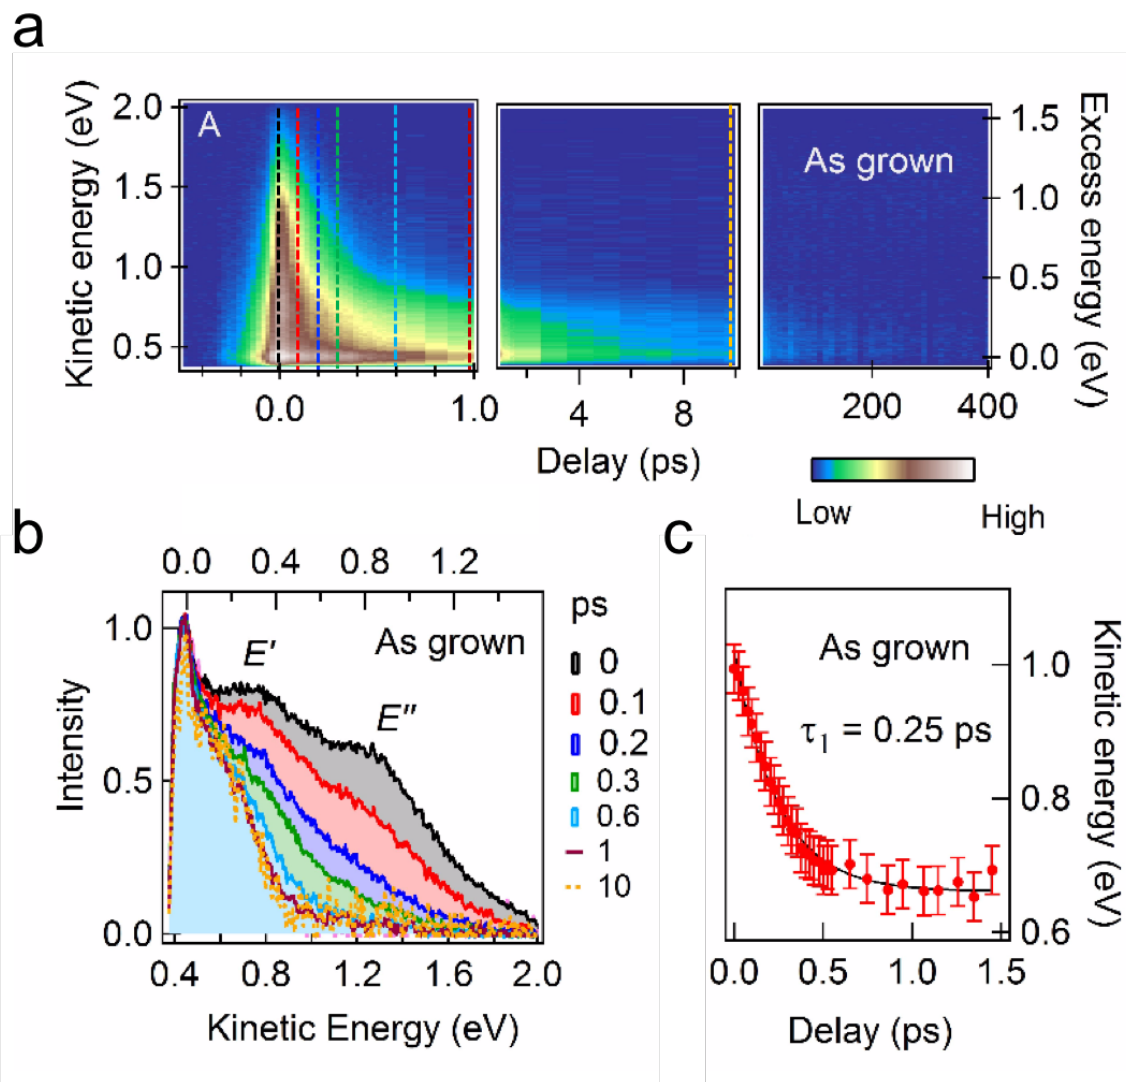 a
A
As grown
Kinetic energy (eV)
2.0
1.5
1.0
0.5
Excess energy (eV)
1.5
1.0
0.5
0.0
0.0 1.0 4 8 200 400
Delay (ps)
Low High
b
0.0 0.4 0.8 1.2
As grown
E'
E''
Intensity
1.0
0.5
0.0
0.4 0.8 1.2 1.6 2.0
Kinetic Energy (eV)
ps
0
0.1
0.2
0.3
0.6
1
10
c
As grown
τ1 = 0.25 ps
Kinetic energy (eV)
1.0
0.8
0.6
0.0 0.5 1.0 1.5
Delay (ps)